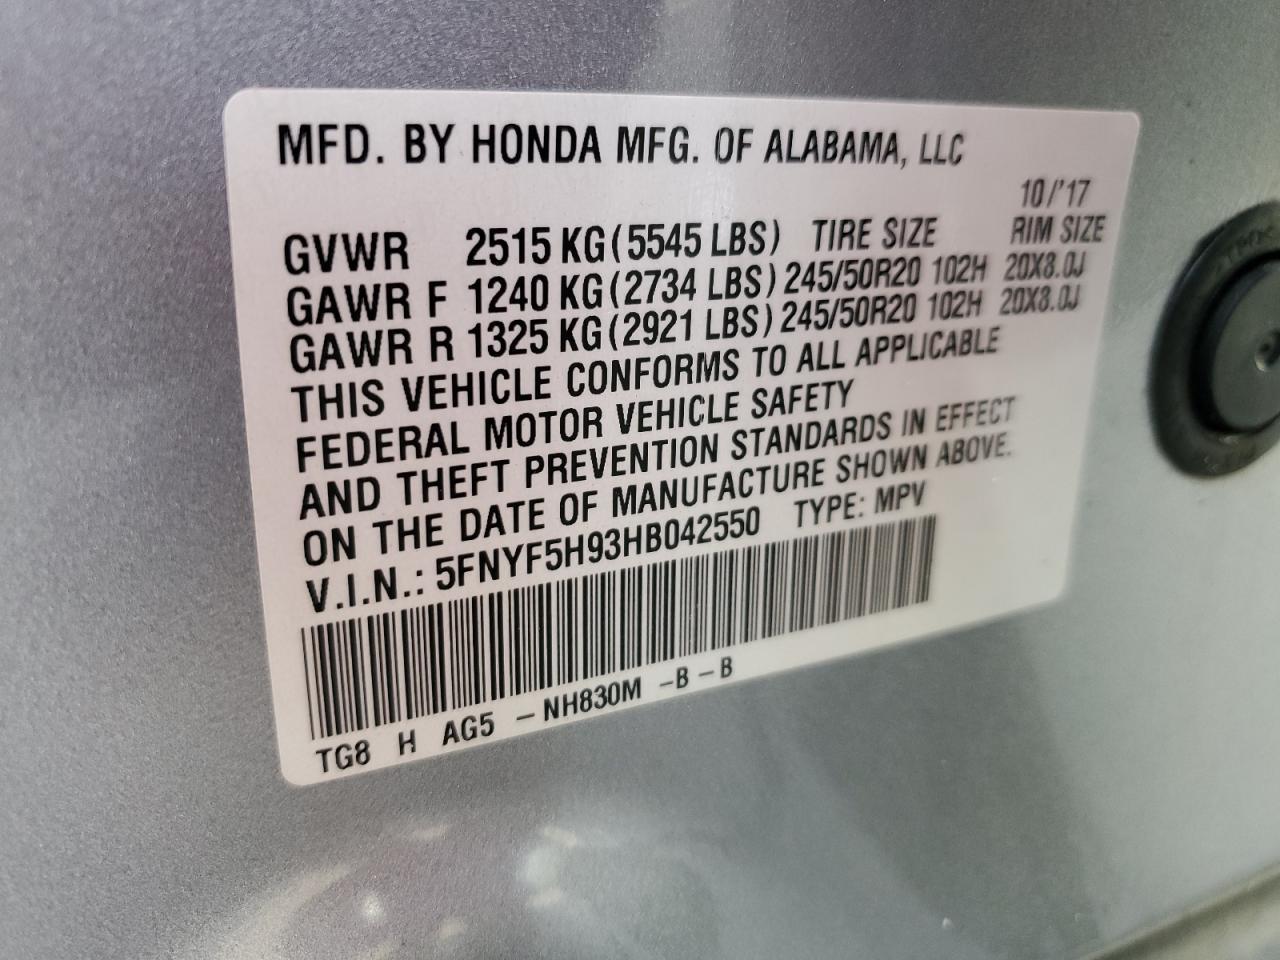 MFD. BY HONDA MFG. OF ALABAMA, LLC
10/'17
GVWR 2515 KG (5545 LBS) TIRE SIZE RIM SIZE
GAWR F 1240 KG (2734 LBS) 245/50R20 102H 20X8.0J
GAWR R 1325 KG (2921 LBS) 245/50R20 102H 20X8.0J
THIS VEHICLE CONFORMS TO ALL APPLICABLE
FEDERAL MOTOR VEHICLE SAFETY
AND THEFT PREVENTION STANDARDS IN EFFECT
ON THE DATE OF MANUFACTURE SHOWN ABOVE.
V.I.N.: 5FNYF5H93HB042550 TYPE: MPV
TG8 H AG5 – NH830M –B – B